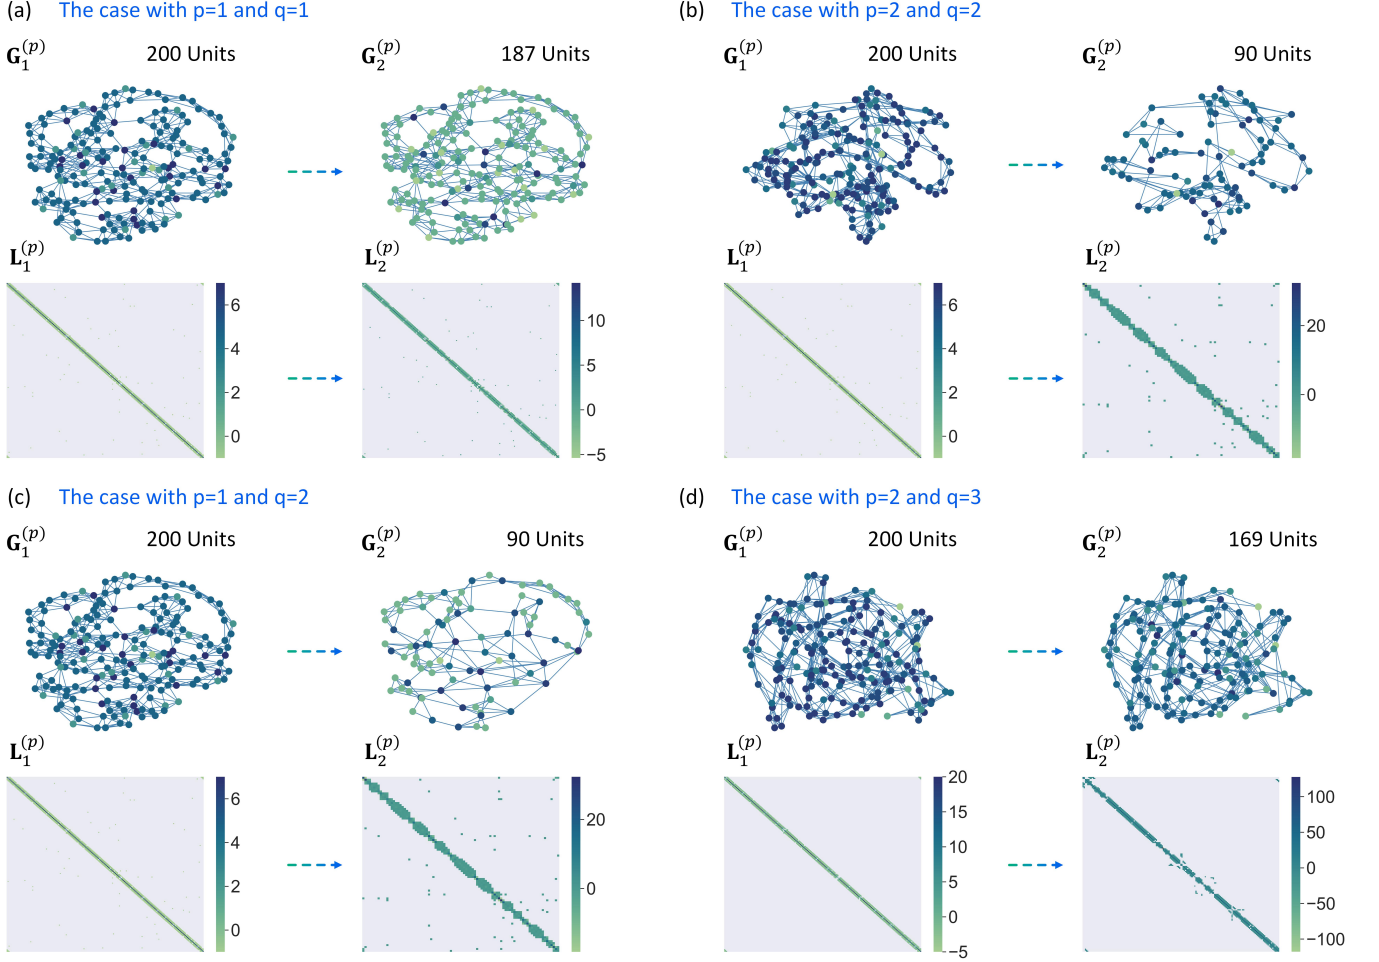 (a) The case with p=1 and q=1
G₁⁽ᵖ⁾ 200 Units
G₂⁽ᵖ⁾ 187 Units
L₁⁽ᵖ⁾
L₂⁽ᵖ⁾
6
4
2
0
10
5
0
−5
(b) The case with p=2 and q=2
G₁⁽ᵖ⁾ 200 Units
G₂⁽ᵖ⁾ 90 Units
L₁⁽ᵖ⁾
L₂⁽ᵖ⁾
6
4
2
0
20
0
(c) The case with p=1 and q=2
G₁⁽ᵖ⁾ 200 Units
G₂⁽ᵖ⁾ 90 Units
L₁⁽ᵖ⁾
L₂⁽ᵖ⁾
6
4
2
0
20
0
(d) The case with p=2 and q=3
G₁⁽ᵖ⁾ 200 Units
G₂⁽ᵖ⁾ 169 Units
L₁⁽ᵖ⁾
L₂⁽ᵖ⁾
20
15
10
5
0
−5
100
50
0
−50
−100